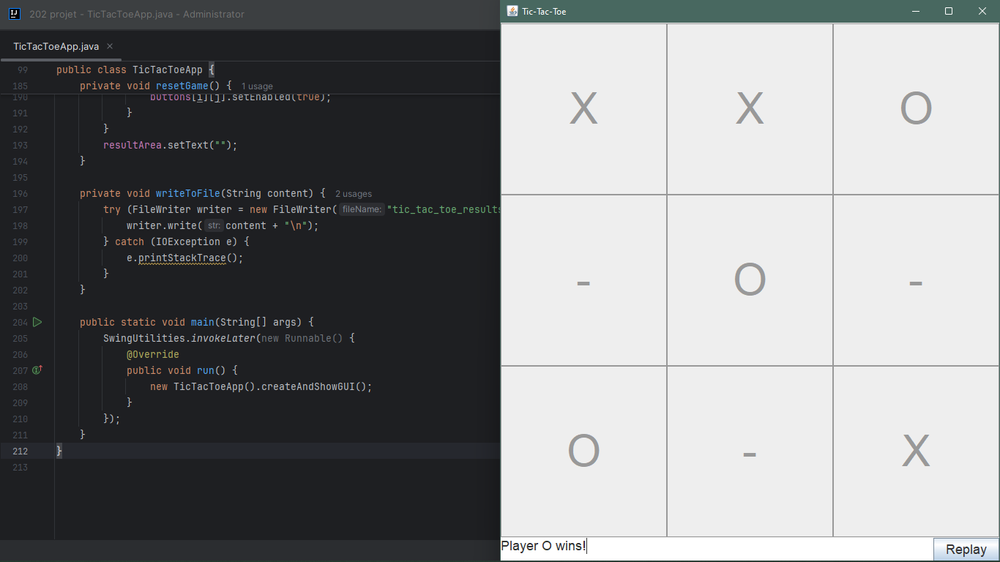 202 projet - TicTacToeApp.java - Administrator
TicTacToeApp.java
99 public class TicTacToeApp {
185 private void resetGame() { 1 usage
190 buttons[i][j].setEnabled(true);
191 }
192 }
193 resultArea.setText("");
194 }
195
196 private void writeToFile(String content) { 2 usages
197 try (FileWriter writer = new FileWriter( fileName: "tic_tac_toe_results
198 writer.write( str: content + "\n");
199 } catch (IOException e) {
200 e.printStackTrace();
201 }
202 }
203
204 public static void main(String[] args) {
205 SwingUtilities.invokeLater(new Runnable() {
206 @Override
207 public void run() {
208 new TicTacToeApp().createAndShowGUI();
209 }
210 });
211 }
212 }
213
Tic-Tac-Toe
X X O
- O -
O - X
Player O wins!
Replay